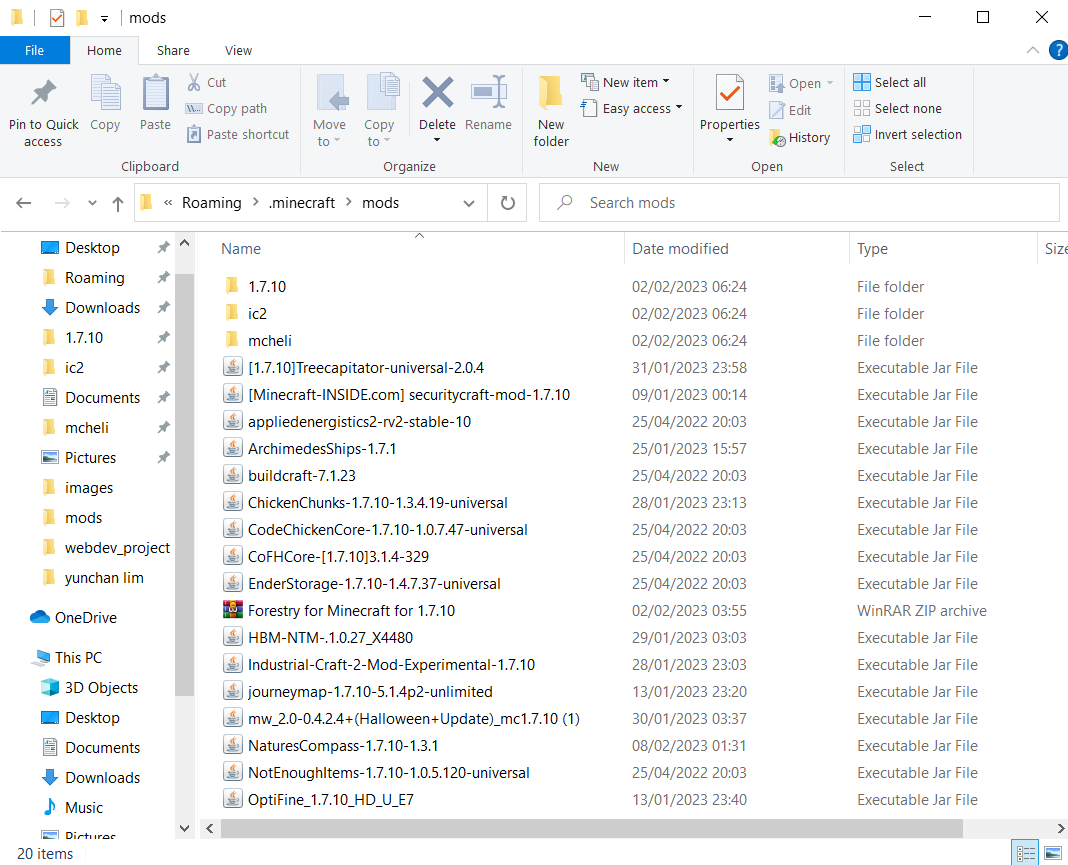 mods
File Home Share View
Pin to Quick access Copy Paste Cut Copy path Paste shortcut
Clipboard
Move to Copy to Delete Rename
Organize
New folder New item Easy access
New
Properties Open Edit History
Open
Select all Select none Invert selection
Select
« Roaming > .minecraft > mods
Search mods
Desktop
Roaming
Downloads
1.7.10
ic2
Documents
mcheli
Pictures
images
mods
webdev_project
yunchan lim
OneDrive
This PC
3D Objects
Desktop
Documents
Downloads
Music
Pictures
Name Date modified Type Size
1.7.10 02/02/2023 06:24 File folder
ic2 02/02/2023 06:24 File folder
mcheli 02/02/2023 06:24 File folder
[1.7.10]Treecapitator-universal-2.0.4 31/01/2023 23:58 Executable Jar File
[Minecraft-INSIDE.com] securitycraft-mod-1.7.10 09/01/2023 00:14 Executable Jar File
appliedenergistics2-rv2-stable-10 25/04/2022 20:03 Executable Jar File
ArchimedesShips-1.7.1 25/01/2023 15:57 Executable Jar File
buildcraft-7.1.23 25/04/2022 20:03 Executable Jar File
ChickenChunks-1.7.10-1.3.4.19-universal 28/01/2023 23:13 Executable Jar File
CodeChickenCore-1.7.10-1.0.7.47-universal 25/04/2022 20:03 Executable Jar File
CoFHCore-[1.7.10]3.1.4-329 25/04/2022 20:03 Executable Jar File
EnderStorage-1.7.10-1.4.7.37-universal 25/04/2022 20:03 Executable Jar File
Forestry for Minecraft for 1.7.10 02/02/2023 03:55 WinRAR ZIP archive
HBM-NTM-.1.0.27_X4480 29/01/2023 03:03 Executable Jar File
Industrial-Craft-2-Mod-Experimental-1.7.10 28/01/2023 23:03 Executable Jar File
journeymap-1.7.10-5.1.4p2-unlimited 13/01/2023 23:20 Executable Jar File
mw_2.0-0.4.2.4+(Halloween+Update)_mc1.7.10 (1) 30/01/2023 03:37 Executable Jar File
NaturesCompass-1.7.10-1.3.1 08/02/2023 01:31 Executable Jar File
NotEnoughItems-1.7.10-1.0.5.120-universal 25/04/2022 20:03 Executable Jar File
OptiFine_1.7.10_HD_U_E7 13/01/2023 23:40 Executable Jar File
20 items